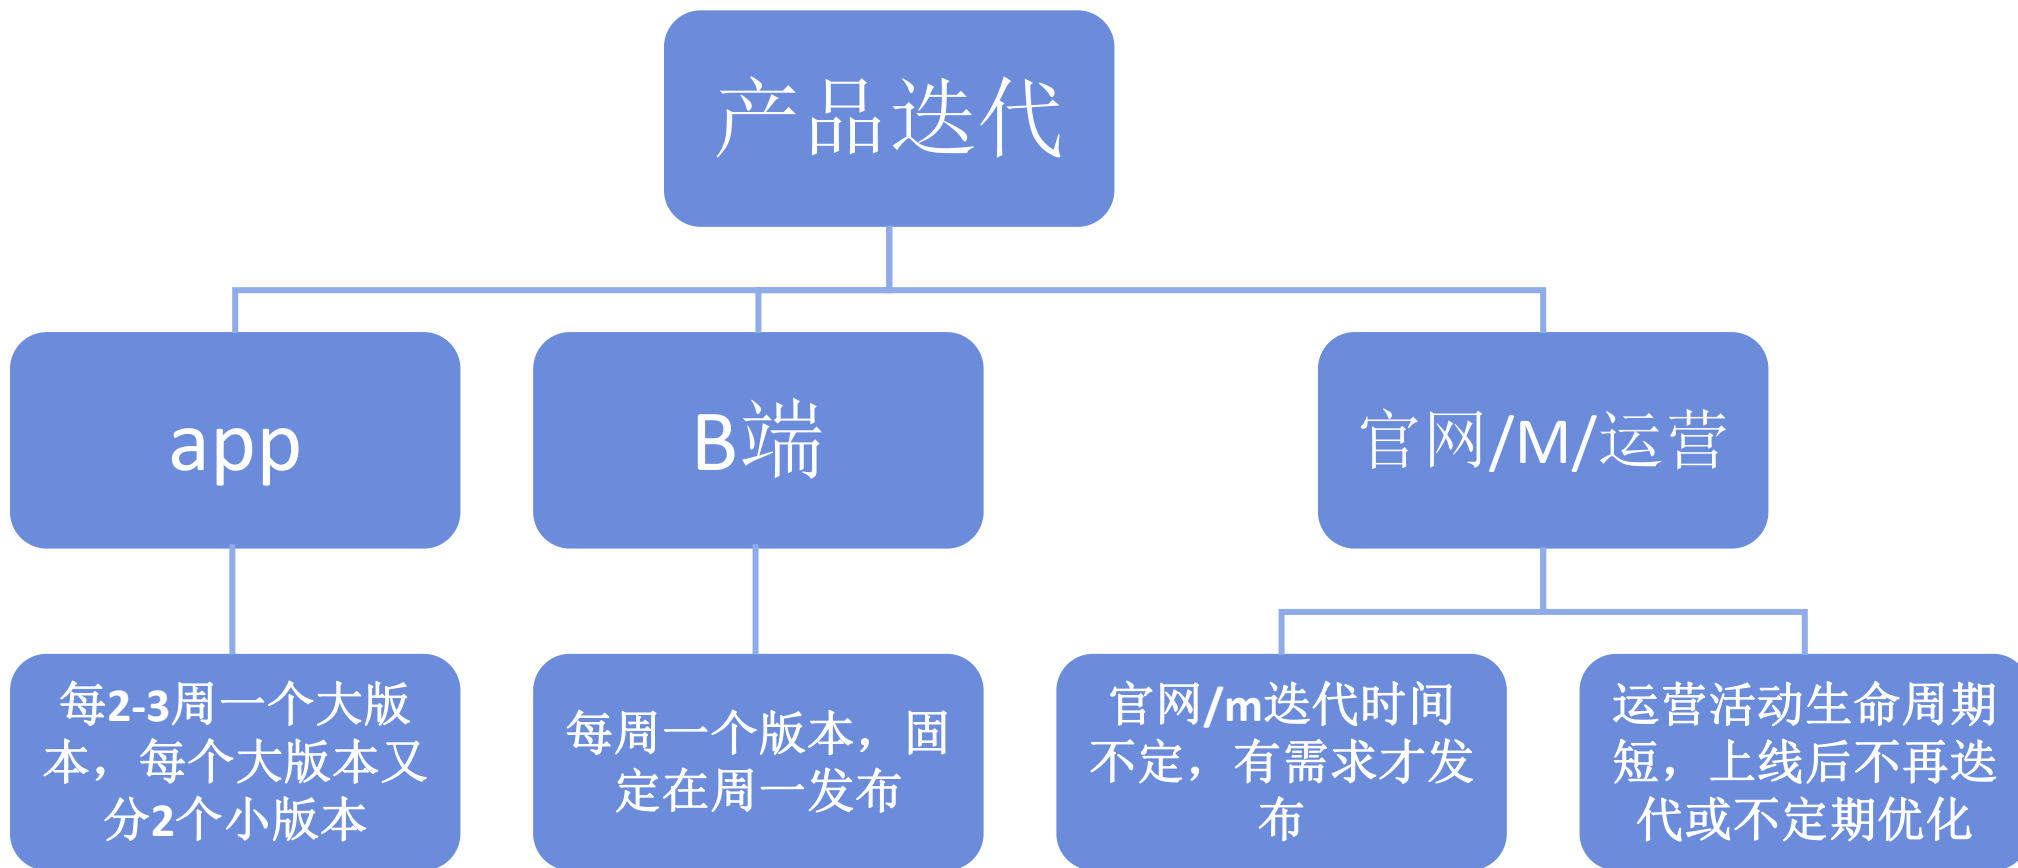 产品迭代
app
B端
官网/M/运营
每2-3周一个大版
本，每个大版本又
分2个小版本
每周一个版本，固
定在周一发布
官网/m迭代时间
不定，有需求才发
布
运营活动生命周期
短，上线后不再迭
代或不定期优化